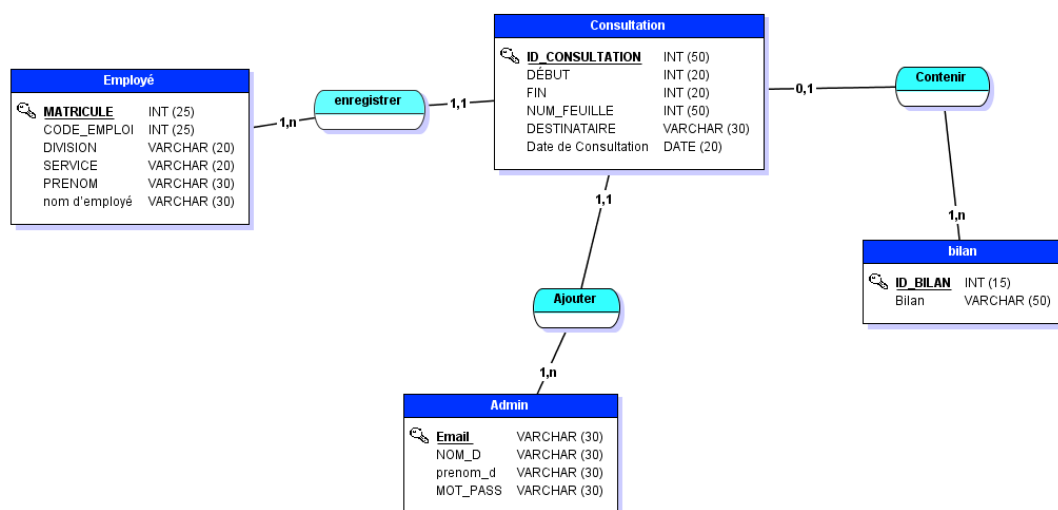 Consultation
ID_CONSULTATION INT (50)
DÉBUT INT (20)
FIN INT (20)
NUM_FEUILLE INT (50)
DESTINATAIRE VARCHAR (30)
Date de Consultation DATE (20)
Employé
MATRICULE INT (25)
CODE_EMPLOI INT (25)
DIVISION VARCHAR (20)
SERVICE VARCHAR (20)
PRENOM VARCHAR (30)
nom d'employé VARCHAR (30)
1,n
enregistrer
1,1
0,1
Contenir
1,n
1,1
bilan
ID_BILAN INT (15)
Bilan VARCHAR (50)
Ajouter
1,n
Admin
Email VARCHAR (30)
NOM_D VARCHAR (30)
prenom_d VARCHAR (30)
MOT_PASS VARCHAR (30)